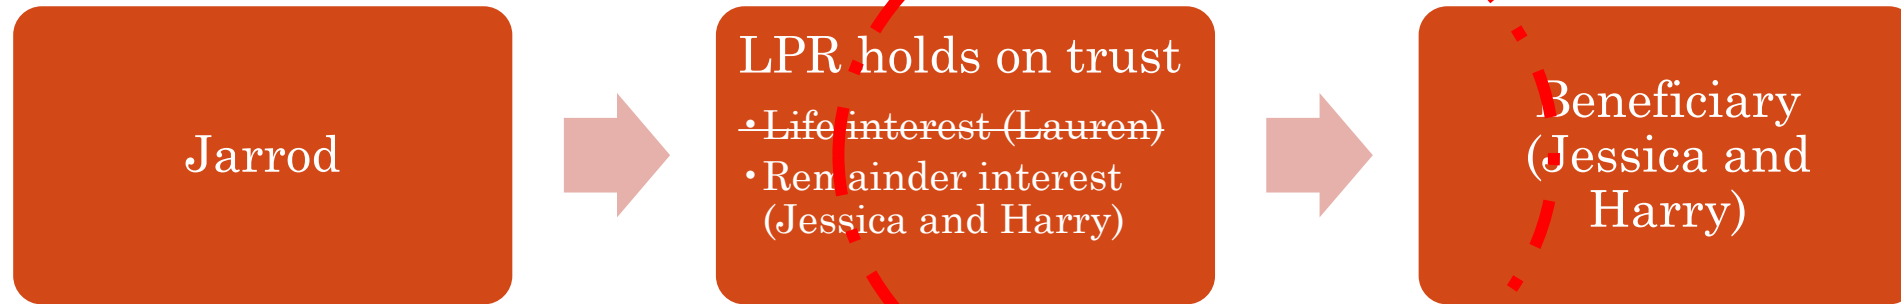 Jarrod
LPR holds on trust
• Life interest (Lauren)
• Remainder interest
(Jessica and Harry)
Beneficiary
(Jessica and
Harry)